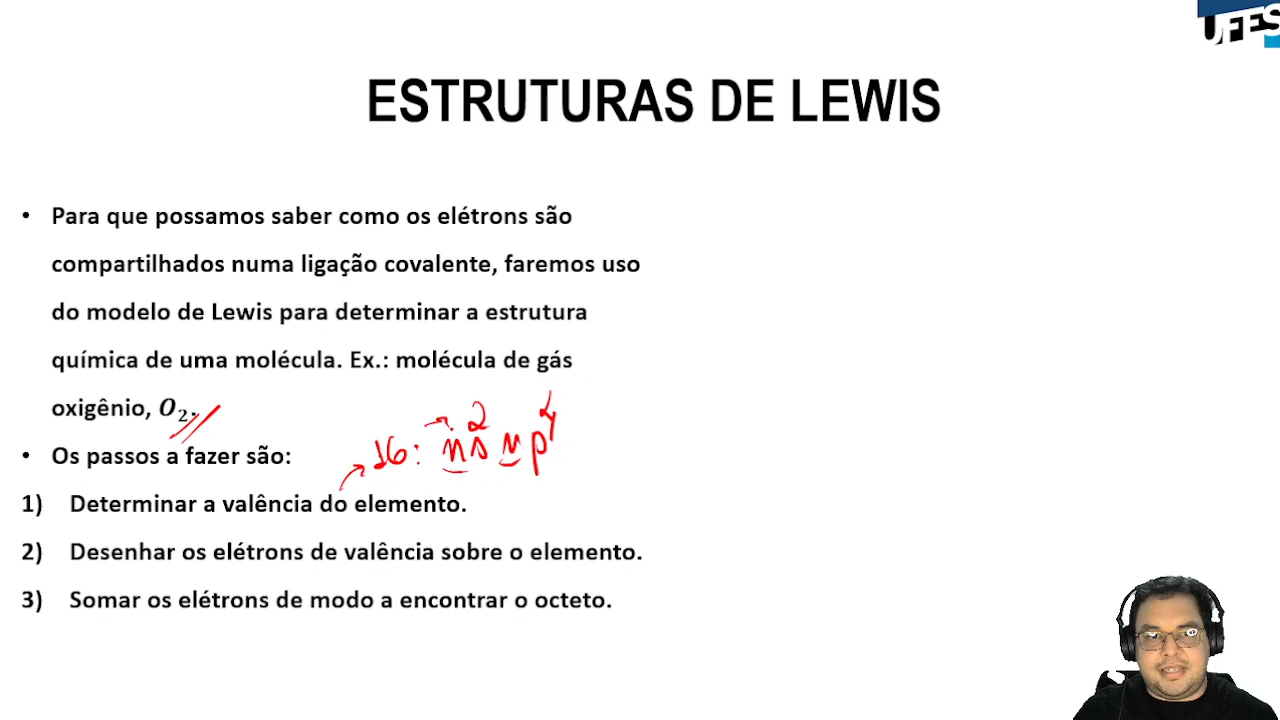 UFES
ESTRUTURAS DE LEWIS
• Para que possamos saber como os elétrons são
compartilhados numa ligação covalente, faremos uso
do modelo de Lewis para determinar a estrutura
química de uma molécula. Ex.: molécula de gás
oxigênio, O₂.
16: ns² np⁴
• Os passos a fazer são:
1) Determinar a valência do elemento.
2) Desenhar os elétrons de valência sobre o elemento.
3) Somar os elétrons de modo a encontrar o octeto.